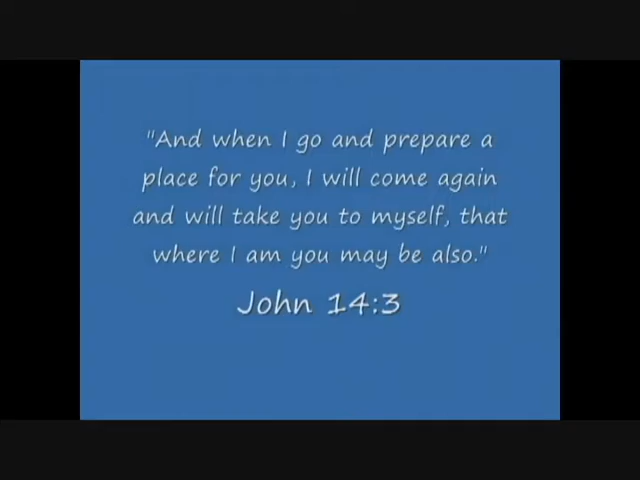 "And when I go and prepare a
place for you, I will come again
and will take you to myself, that
where I am you may be also."
John 14:3